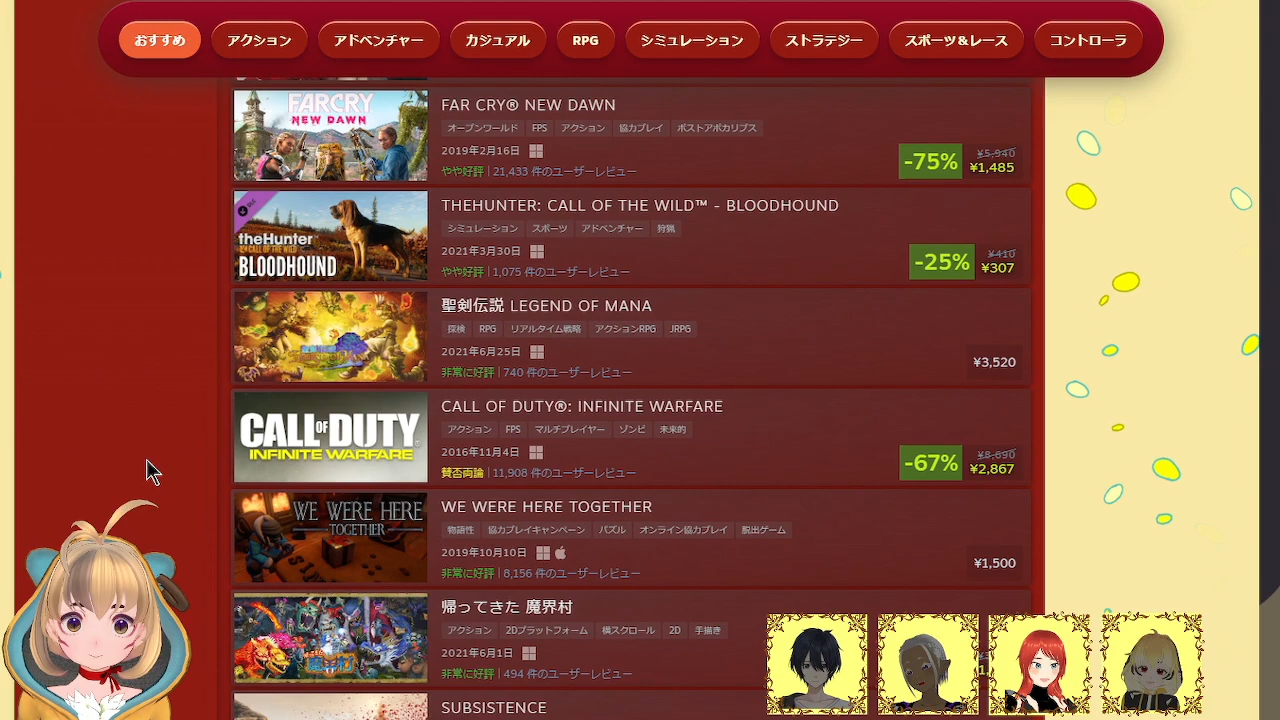 おすすめ
アクション
アドベンチャー
カジュアル
RPG
シミュレーション
ストラテジー
スポーツ&レース
コントローラ
FARCRY
NEW DAWN
FAR CRY® NEW DAWN
オープンワールド FPS アクション 協力プレイ ポストアポカリプス
2019年2月16日
やや好評 | 21,433 件のユーザーレビュー
-75%
¥5,940
¥1,485
DLC
theHunter
CALL OF THE WILD
BLOODHOUND
THEHUNTER: CALL OF THE WILD™ - BLOODHOUND
シミュレーション スポーツ アドベンチャー 狩猟
2021年3月30日
やや好評 | 1,075 件のユーザーレビュー
-25%
¥410
¥307
聖剣伝説 LEGEND OF MANA
探検 RPG リアルタイム戦略 アクションRPG JRPG
2021年6月25日
非常に好評 | 740 件のユーザーレビュー
¥3,520
CALL OF DUTY
INFINITE WARFARE
CALL OF DUTY®: INFINITE WARFARE
アクション FPS マルチプレイヤー ゾンビ 未来的
2016年11月4日
賛否両論 | 11,908 件のユーザーレビュー
-67%
¥8,690
¥2,867
WE WERE HERE
TOGETHER
WE WERE HERE TOGETHER
物語性 協力プレイキャンペーン パズル オンライン協力プレイ 脱出ゲーム
2019年10月10日
非常に好評 | 8,156 件のユーザーレビュー
¥1,500
魔界村
帰ってきた 魔界村
アクション 2Dプラットフォーム 横スクロール 2D 手描き
2021年6月1日
非常に好評 | 494 件のユーザーレビュー
SUBSISTENCE